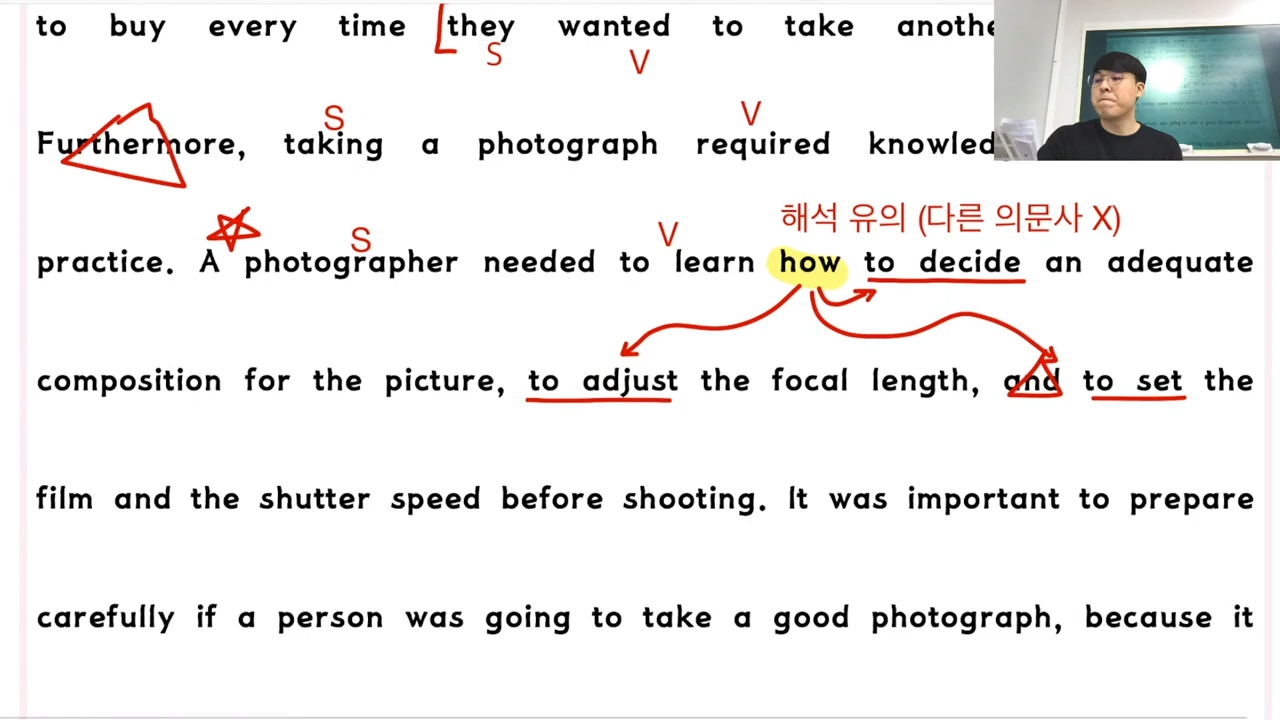 to buy every time [they wanted to take
S V
S V
Furthermore, taking a photograph required
해석 유의 (다른 의문사 X)
S V
practice. A photographer needed to learn how to decide an adequate
composition for the picture, to adjust the focal length, and to set the
film and the shutter speed before shooting. It was important to prepare
carefully if a person was going to take a good photograph, because it